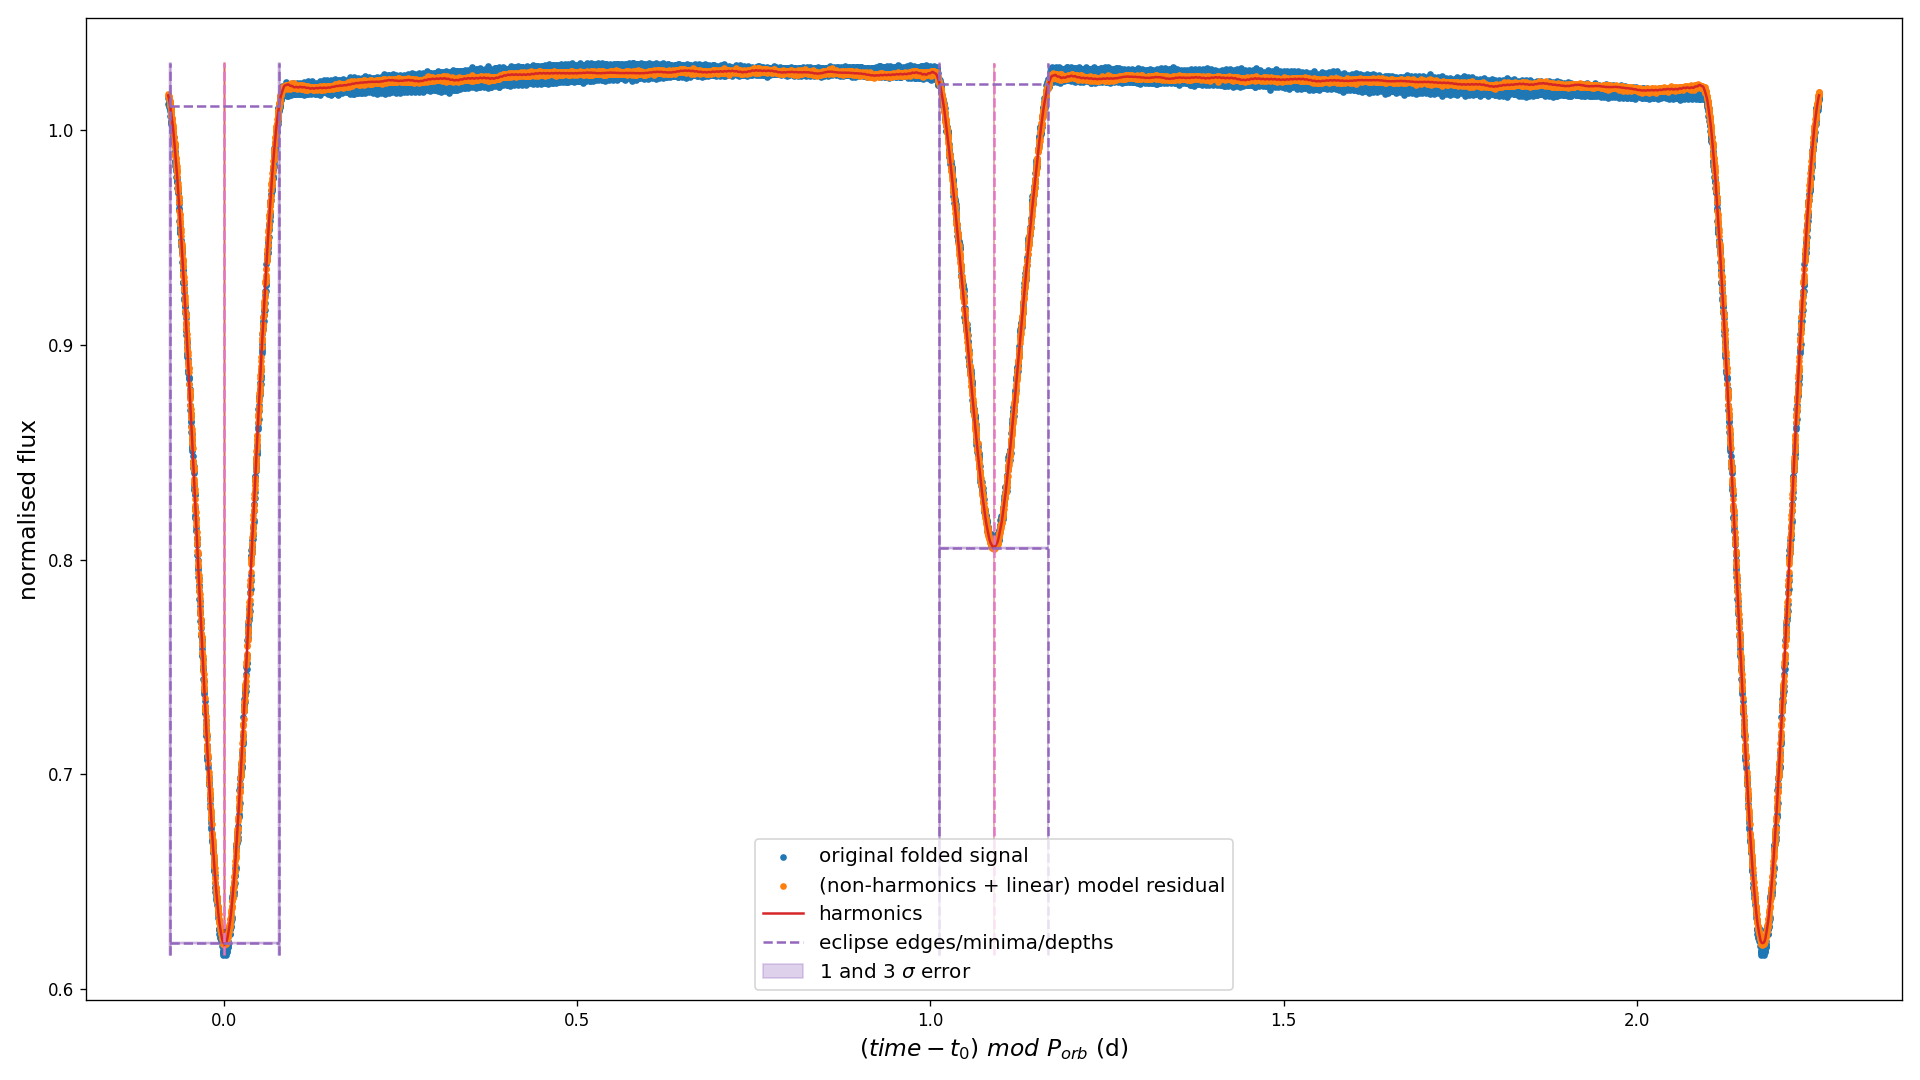 normalised flux
1.0
0.9
0.8
0.7
0.6
original folded signal
(non-harmonics + linear) model residual
harmonics
eclipse edges/minima/depths
1 and 3 σ error
0.0 0.5 1.0 1.5 2.0
(time − t₀) mod Pₒᵣb (d)